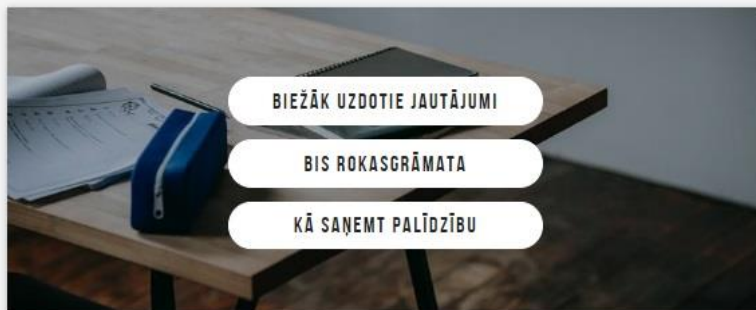 BIEŽĀK UZDOTIE JAUTĀJUMI
BIS ROKASGRĀMATA
KĀ SAŅEMT PALĪDZĪBU